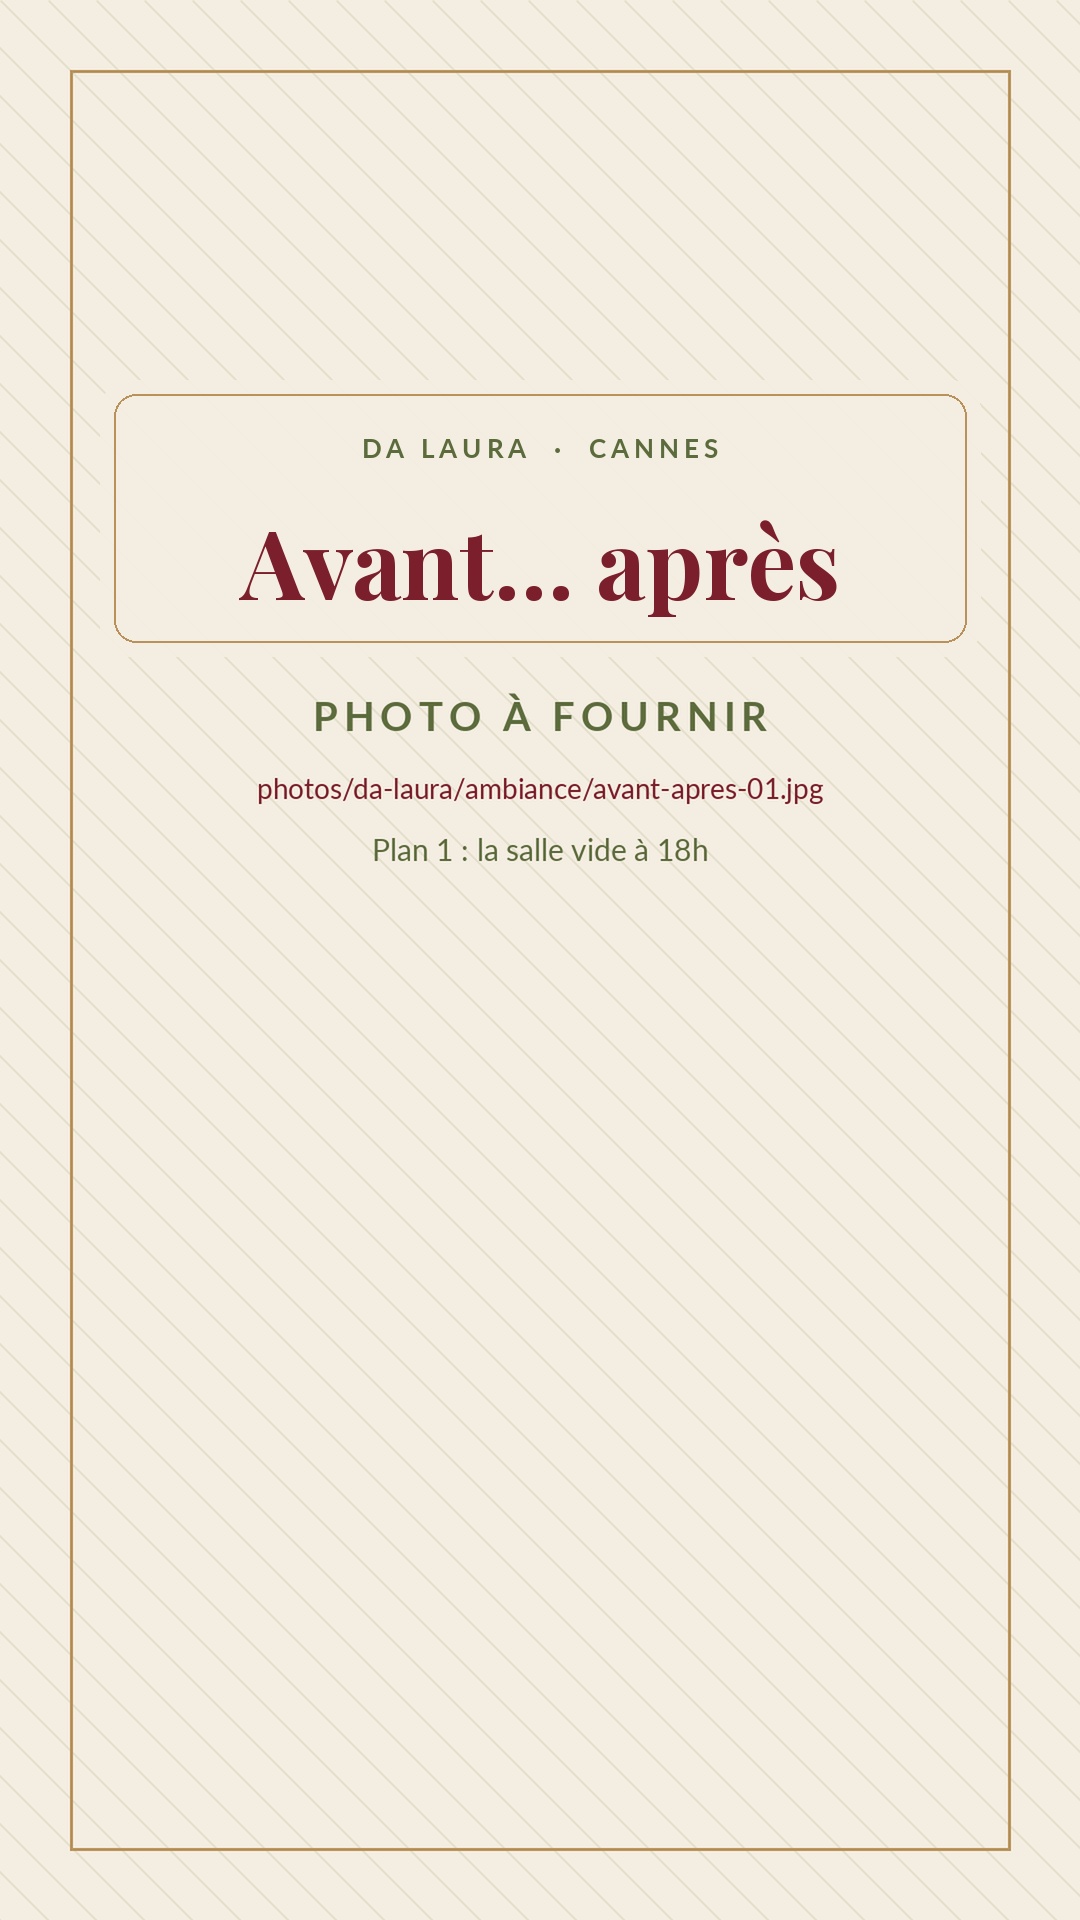 DA LAURA · CANNES
Avant... après
PHOTO À FOURNIR
photos/da-laura/ambiance/avant-apres-01.jpg
Plan 1 : la salle vide à 18h